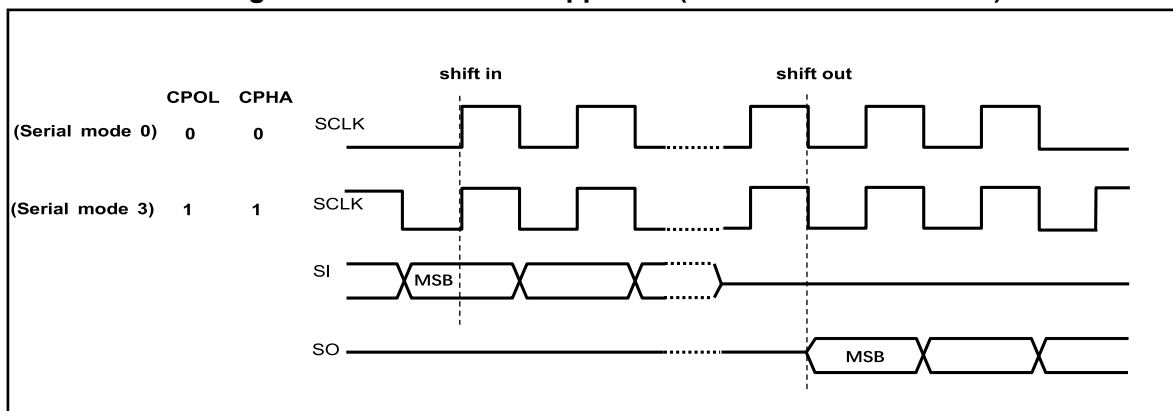 shift in shift out
CPOL CPHA
(Serial mode 0) 0 0 SCLK
(Serial mode 3) 1 1 SCLK
SI MSB
SO MSB